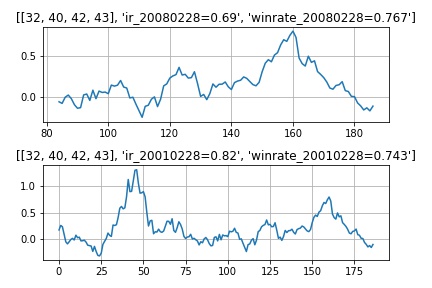 [[32, 40, 42, 43], 'ir_20080228=0.69', 'winrate_20080228=0.767']
0.5
0.0
80 100 120 140 160 180
[[32, 40, 42, 43], 'ir_20010228=0.82', 'winrate_20010228=0.743']
1.0
0.5
0.0
0 25 50 75 100 125 150 175